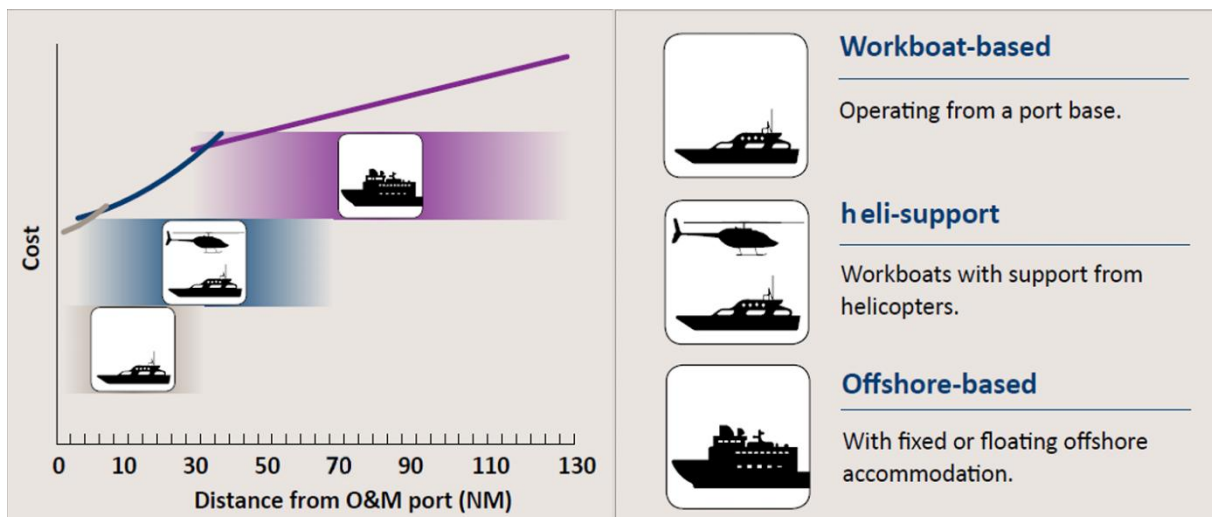 Cost
0 10 30 50 70 90 110 130
Distance from O&M port (NM)
Workboat-based
Operating from a port base.
heli-support
Workboats with support from
helicopters.
Offshore-based
With fixed or floating offshore
accommodation.